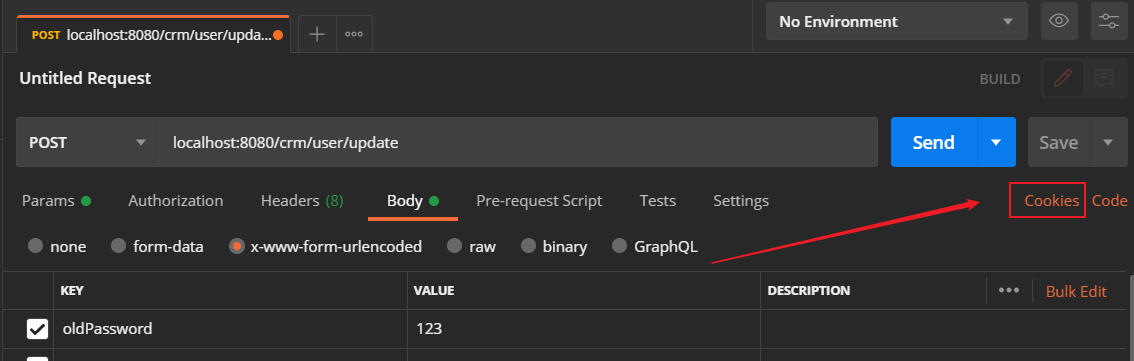 POST localhost:8080/crm/user/upda... No Environment
Untitled Request BUILD
POST localhost:8080/crm/user/update Send Save
Params Authorization Headers (8) Body Pre-request Script Tests Settings Cookies Code
none form-data x-www-form-urlencoded raw binary GraphQL
KEY VALUE DESCRIPTION Bulk Edit
oldPassword 123